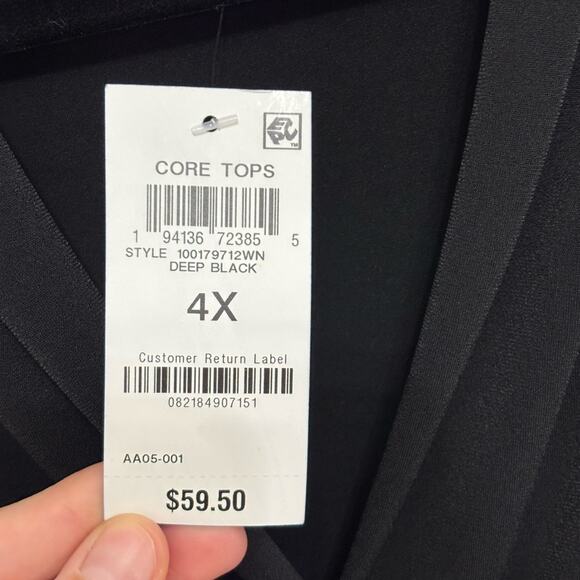 EPC™
CORE TOPS
1 94136 72385 5
STYLE 100179712WN
DEEP BLACK
4X
Customer Return Label
082184907151
AA05-001
$59.50